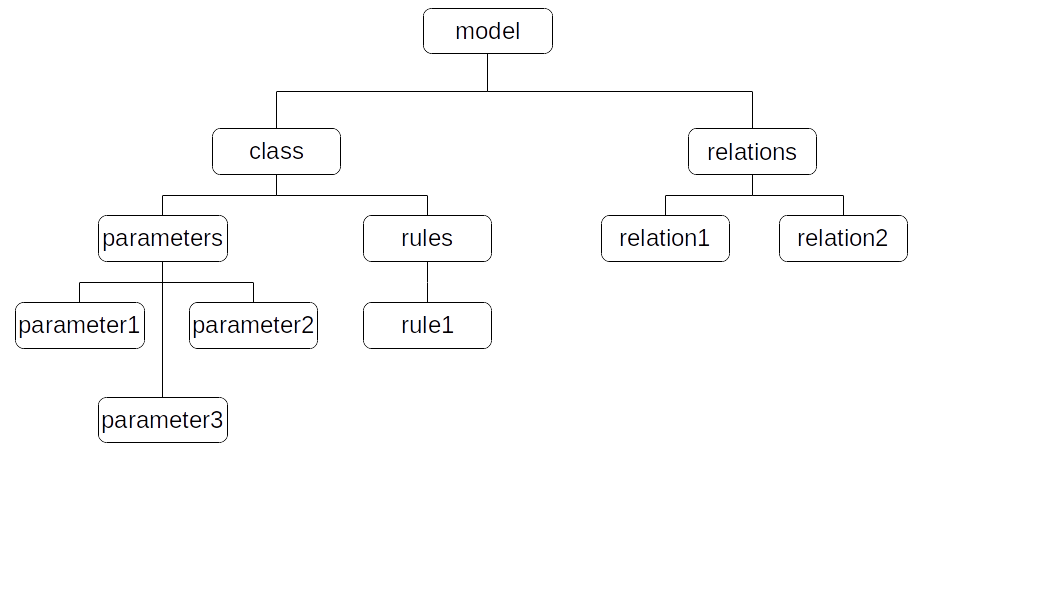 model
class
relations
parameters
rules
relation1
relation2
parameter1
parameter2
rule1
parameter3